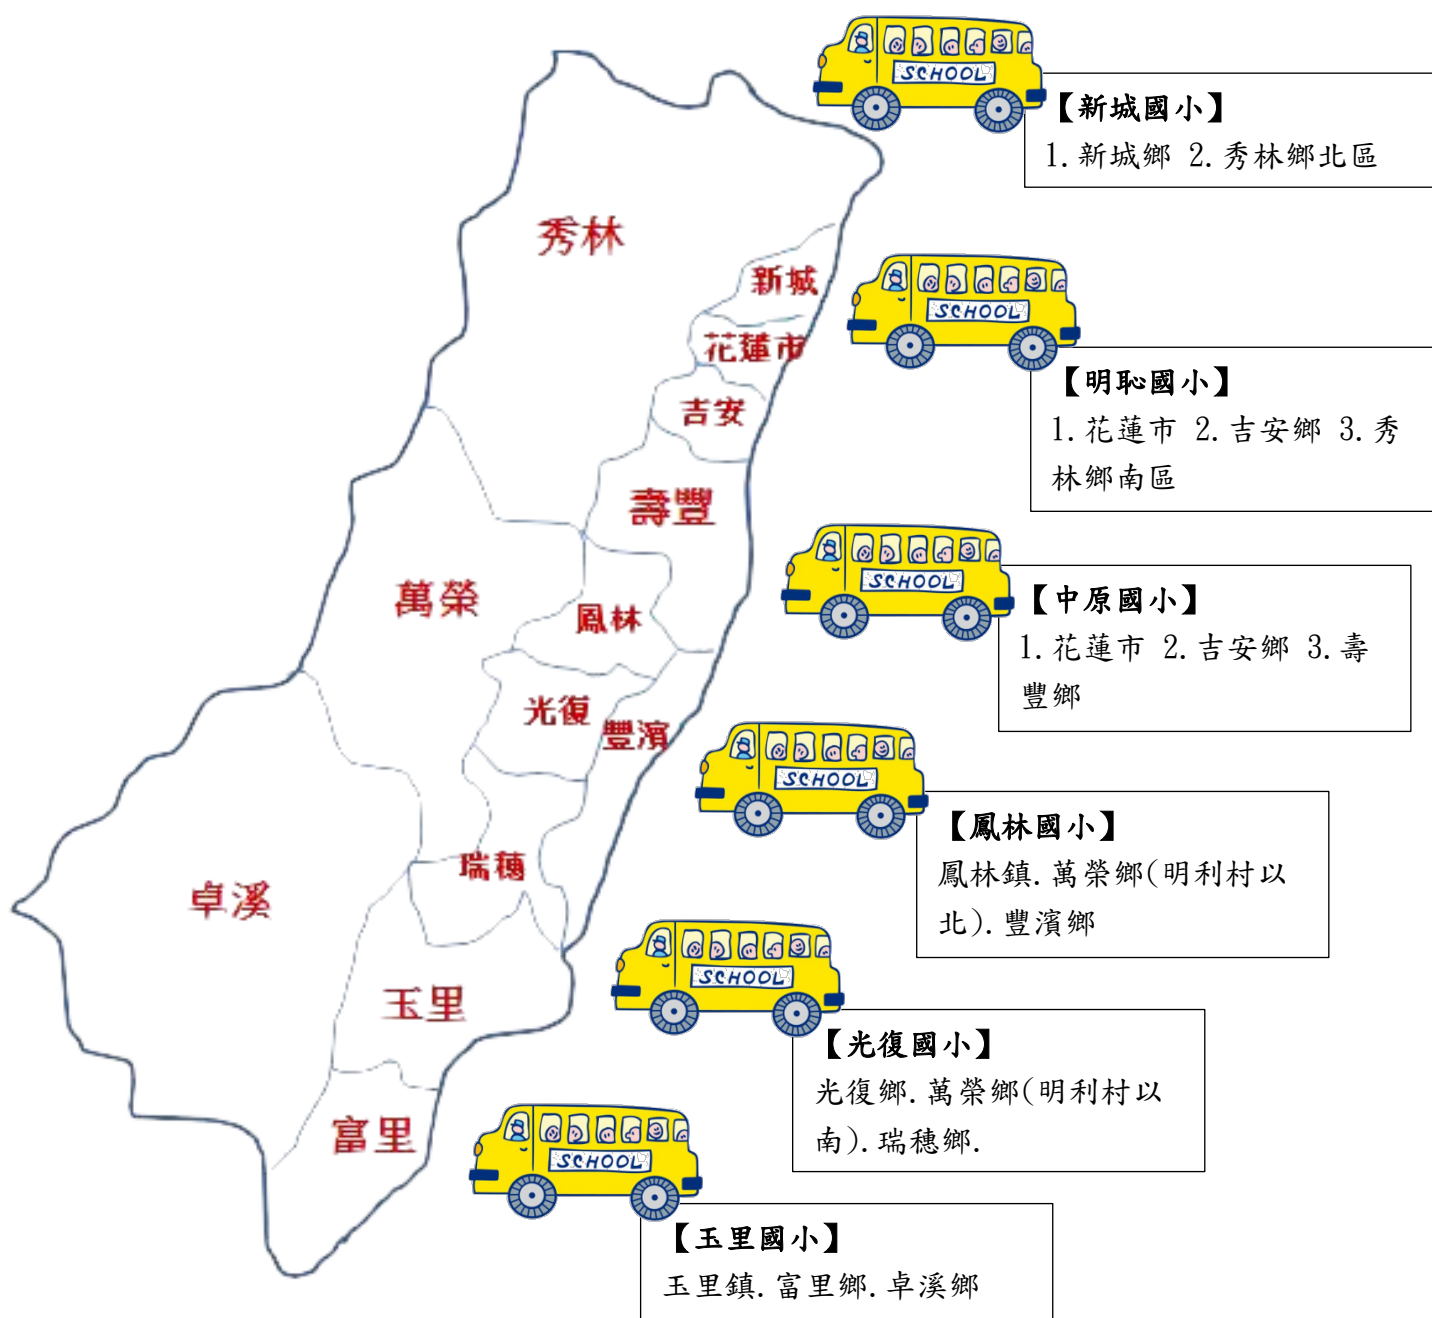 SCHOOL
【新城國小】
1.新城鄉 2.秀林鄉北區
秀林
新城
SCHOOL
花蓮市
【明恥國小】
1.花蓮市 2.吉安鄉 3.秀
林鄉南區
吉安
壽豐
SCHOOL
【中原國小】
1.花蓮市 2.吉安鄉 3.壽
豐鄉
萬榮
鳳林
光復
豐濱
SCHOOL
【鳳林國小】
鳳林鎮.萬榮鄉(明利村以
北).豐濱鄉
瑞穗
卓溪
SCHOOL
玉里
【光復國小】
光復鄉.萬榮鄉(明利村以
南).瑞穗鄉.
富里
SCHOOL
【玉里國小】
玉里鎮.富里鄉.卓溪鄉